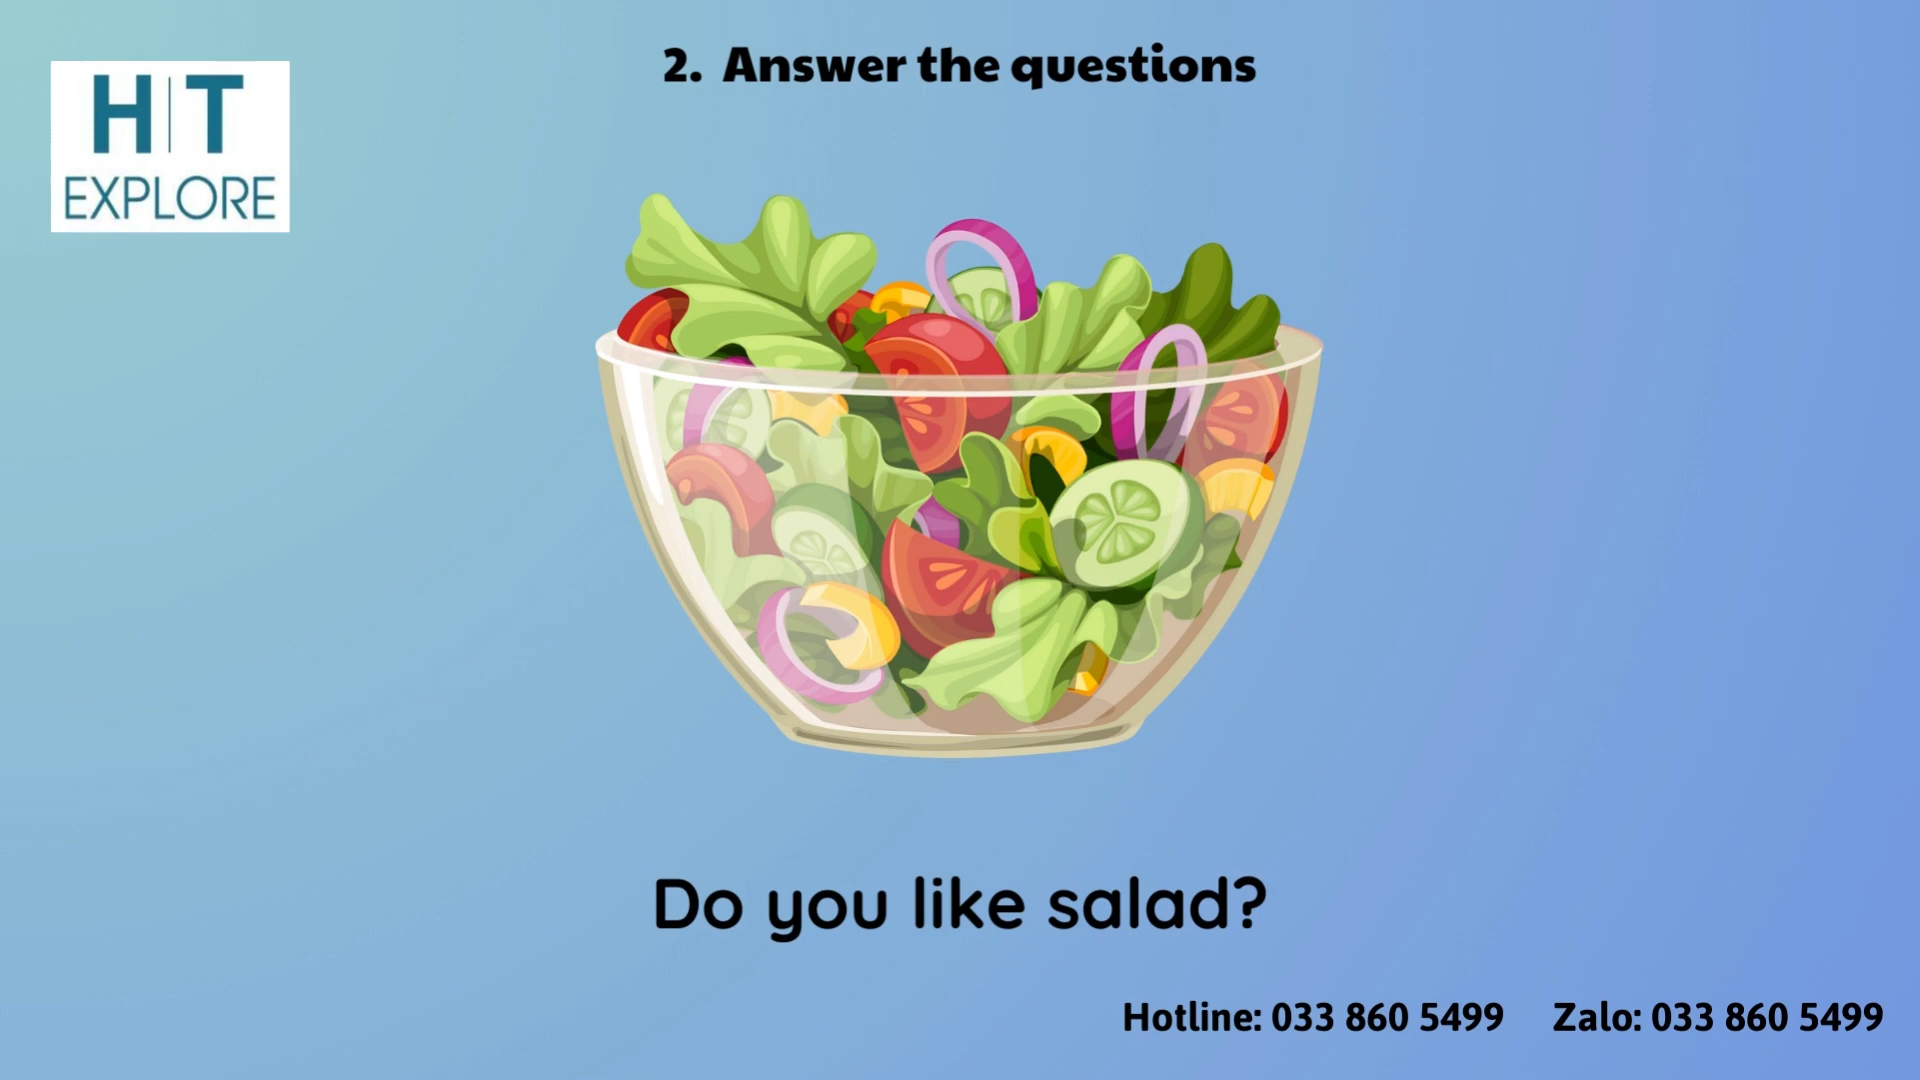 2. Answer the questions
H|T
EXPLORE
Do you like salad?
Hotline: 033 860 5499 Zalo: 033 860 5499